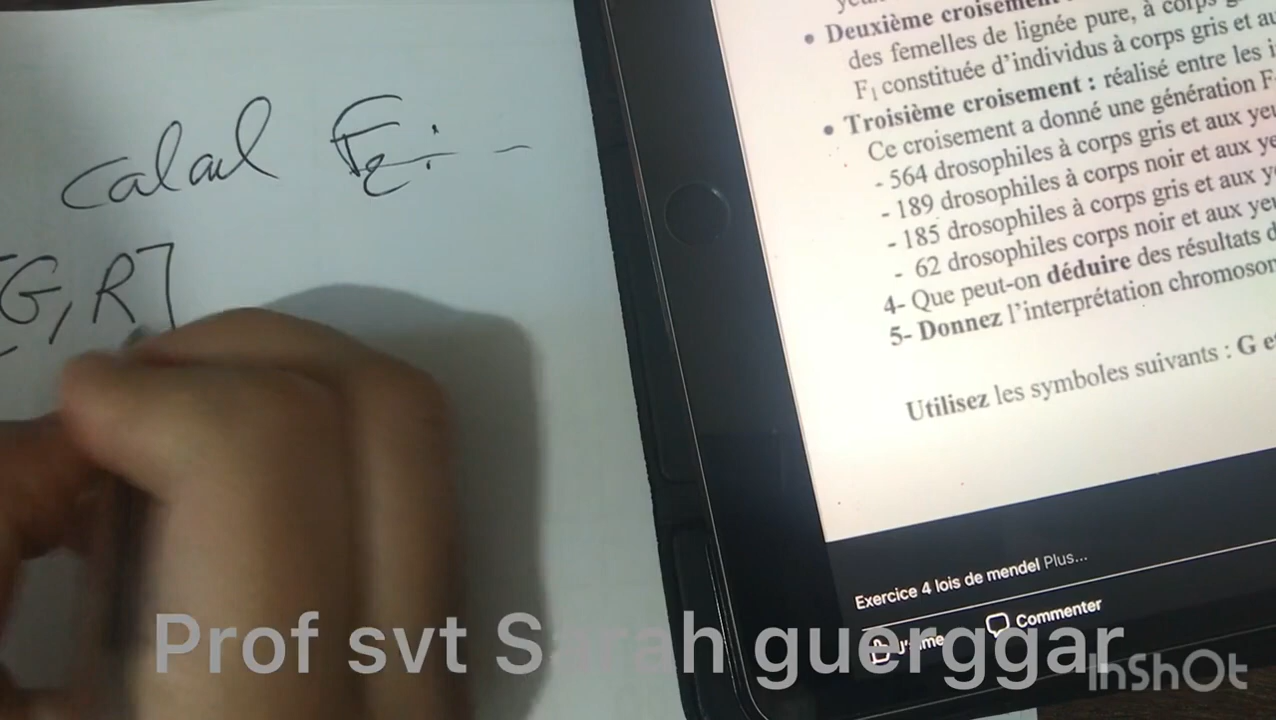 calcul F2:-
[G, R]
Deuxième croisement
des femelles de lignée pure, à corps
F1 constituée d'individus à corps gris et
• Troisième croisement : réalisé entre les
Ce croisement a donné une génération
- 564 drosophiles à corps gris et aux
- 189 drosophiles à corps noir et aux
- 185 drosophiles à corps gris et aux
- 62 drosophiles corps noir et aux
4- Que peut-on déduire des résultats
5- Donnez l'interprétation
Utilisez les symboles suivants : G
Exercice 4 lois de mendel Plus...
J'aime Commenter
Prof svt Sarah guerggar
InShOt